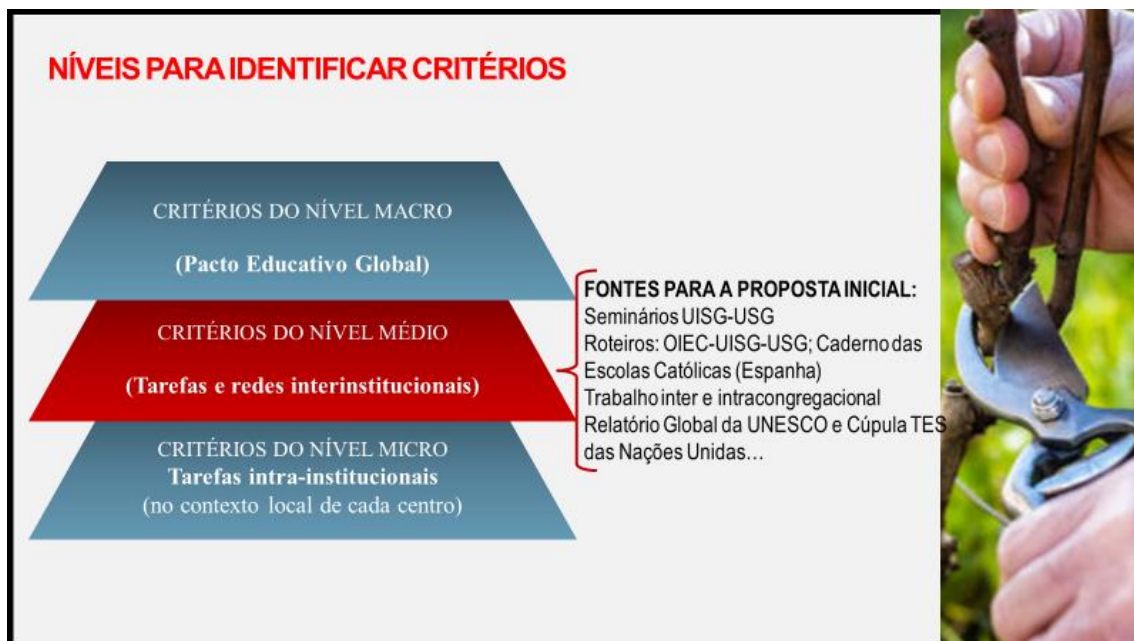 NÍVEIS PARA IDENTIFICAR CRITÉRIOS
CRITÉRIOS DO NÍVEL MACRO
(Pacto Educativo Global)
CRITÉRIOS DO NÍVEL MÉDIO
(Tarefas e redes interinstitucionais)
CRITÉRIOS DO NÍVEL MICRO
Tarefas intra-institucionais
(no contexto local de cada centro)
FONTES PARA A PROPOSTA INICIAL:
Seminários UISG-USG
Roteiros: OIEC-UISG-USG; Caderno das
Escolas Católicas (Espanha)
Trabalho inter e intracongregacional
Relatório Global da UNESCO e Cúpula TES
das Nações Unidas…